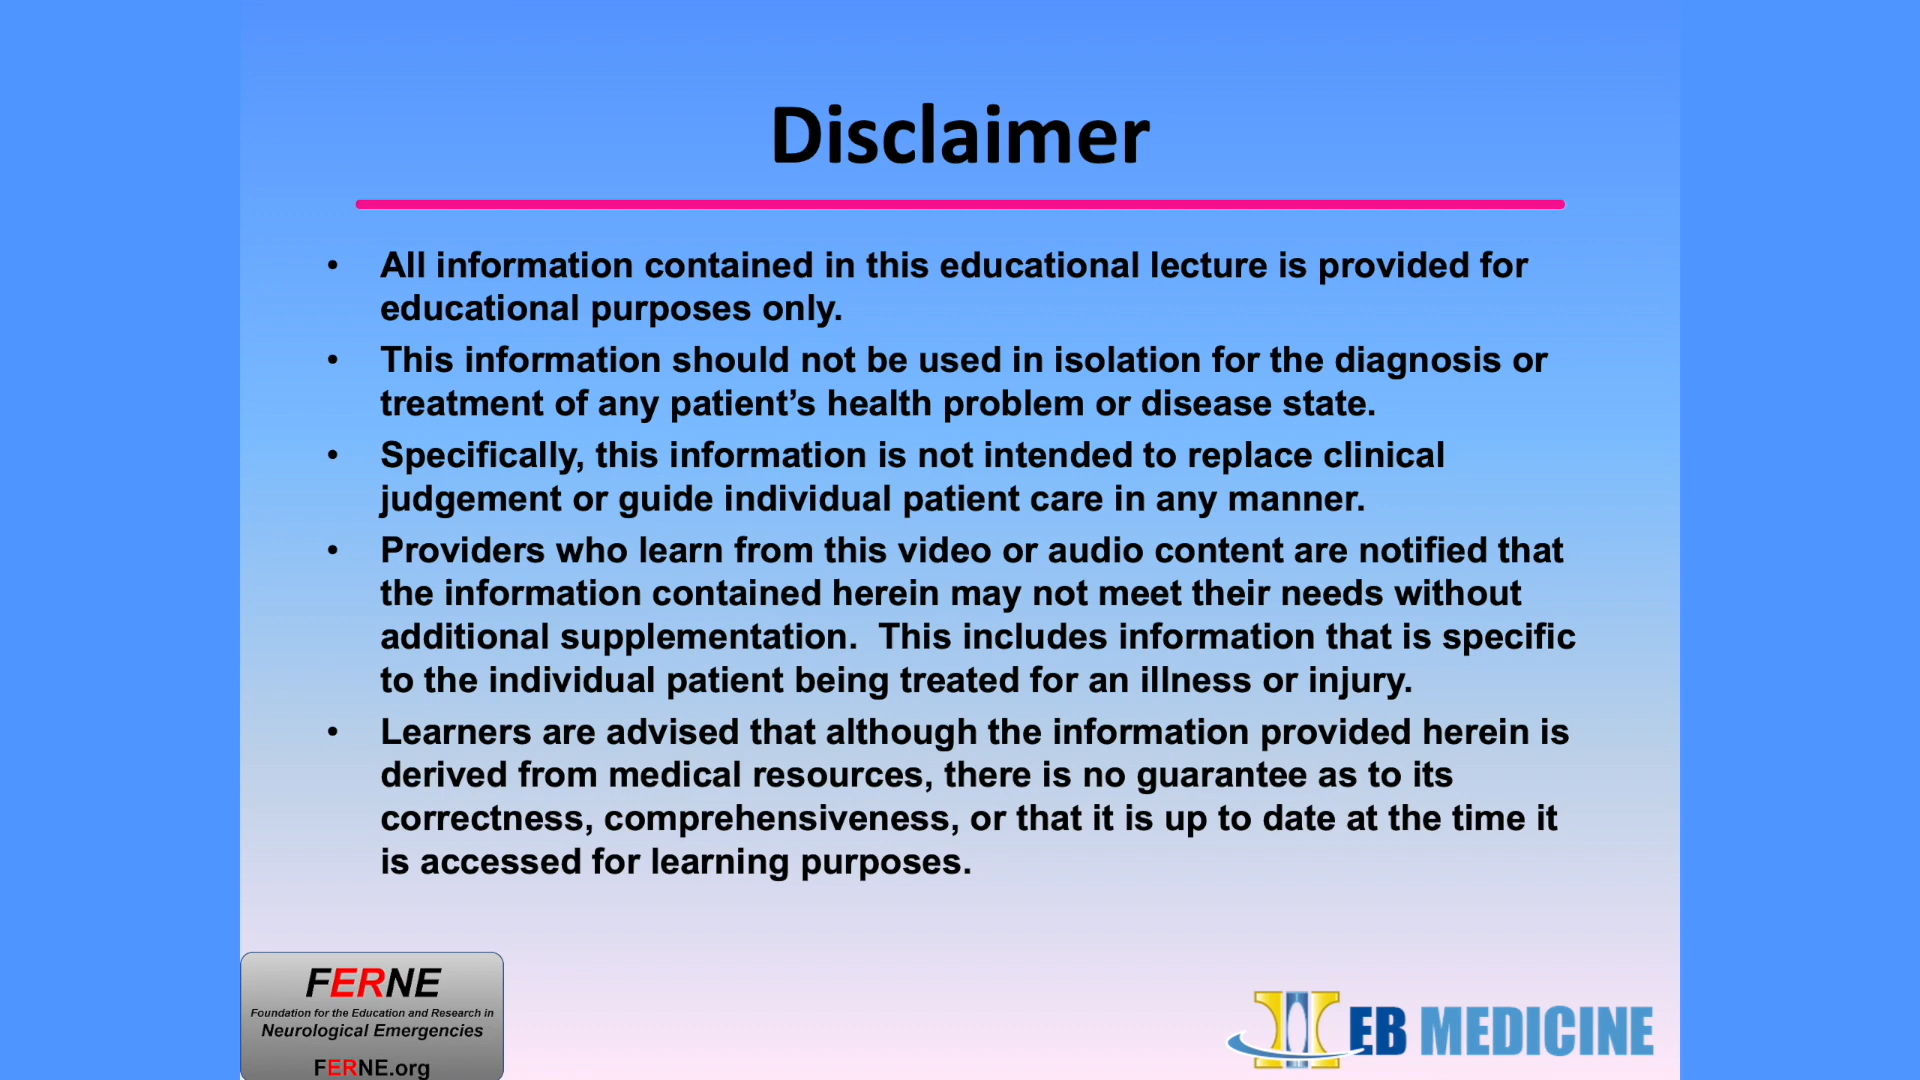 Disclaimer
• All information contained in this educational lecture is provided for
educational purposes only.
• This information should not be used in isolation for the diagnosis or
treatment of any patient’s health problem or disease state.
• Specifically, this information is not intended to replace clinical
judgement or guide individual patient care in any manner.
• Providers who learn from this video or audio content are notified that
the information contained herein may not meet their needs without
additional supplementation.  This includes information that is specific
to the individual patient being treated for an illness or injury.
• Learners are advised that although the information provided herein is
derived from medical resources, there is no guarantee as to its
correctness, comprehensiveness, or that it is up to date at the time it
is accessed for learning purposes.
FERNE
Foundation for the Education and Research in
Neurological Emergencies
FERNE.org
EB MEDICINE